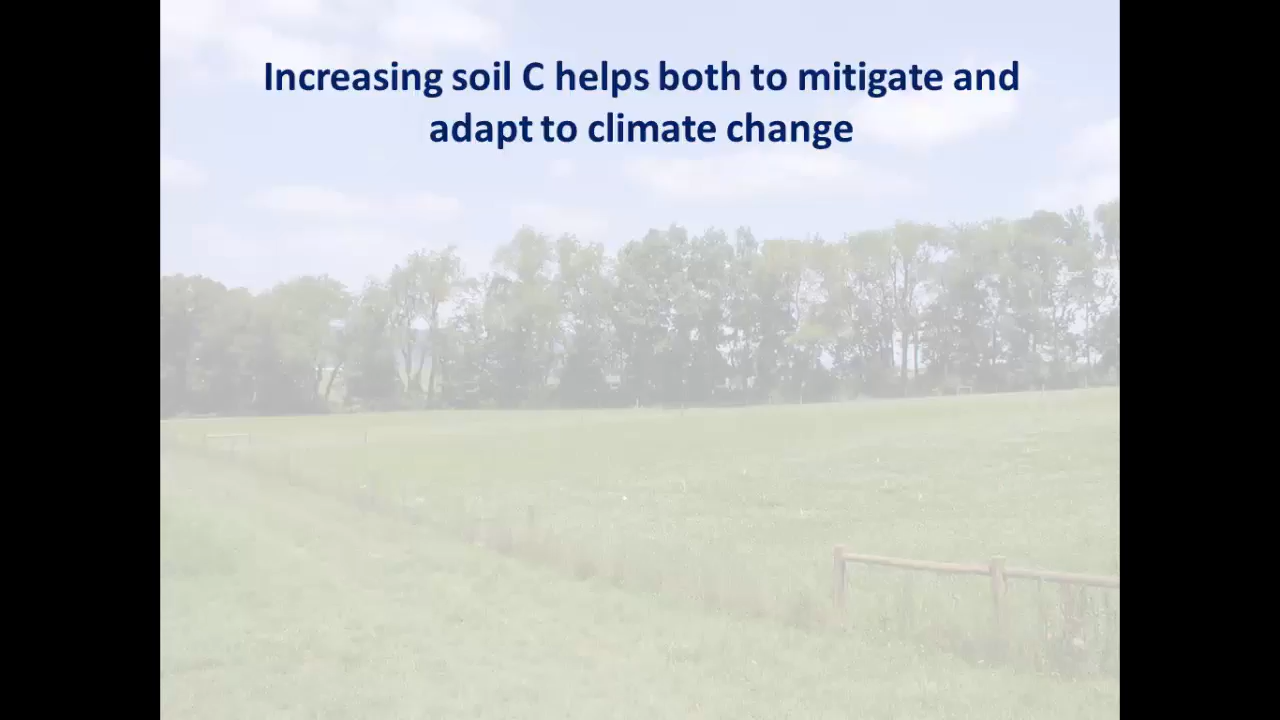 Increasing soil C helps both to mitigate and
adapt to climate change